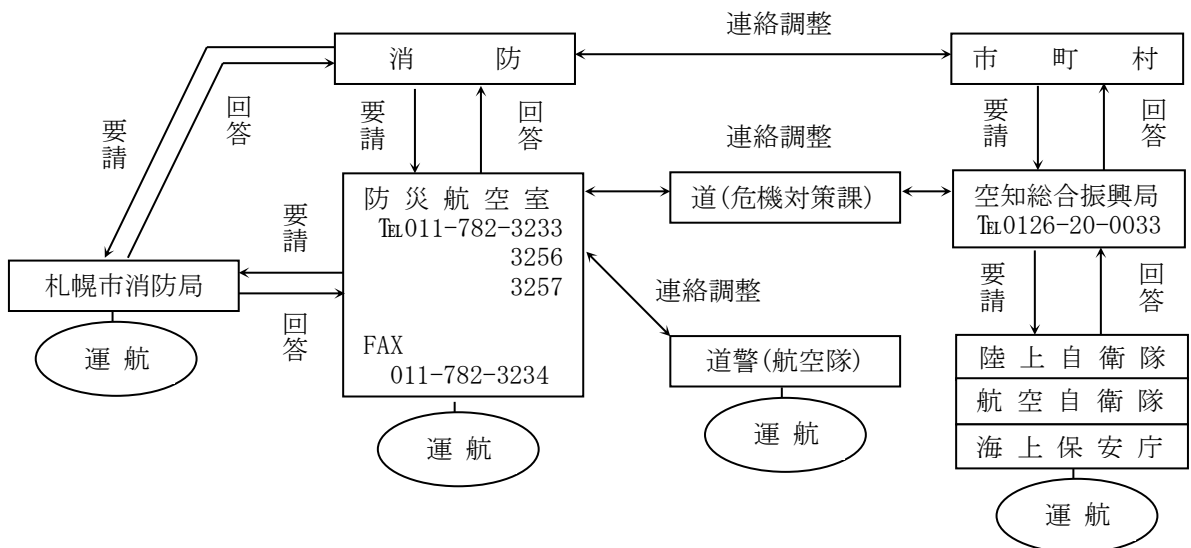 連絡調整
消 防
市 町 村
要請
回答
要請
回答
要請
回答
連絡調整
防 災 航 空 室
℡011-782-3233
3256
3257
FAX
011-782-3234
道(危機対策課)
空知総合振興局
℡0126-20-0033
要請
札幌市消防局
回答
連絡調整
要請
回答
運 航
道警(航空隊)
陸 上 自 衛 隊
航 空 自 衛 隊
海 上 保 安 庁
運 航
運 航
運 航